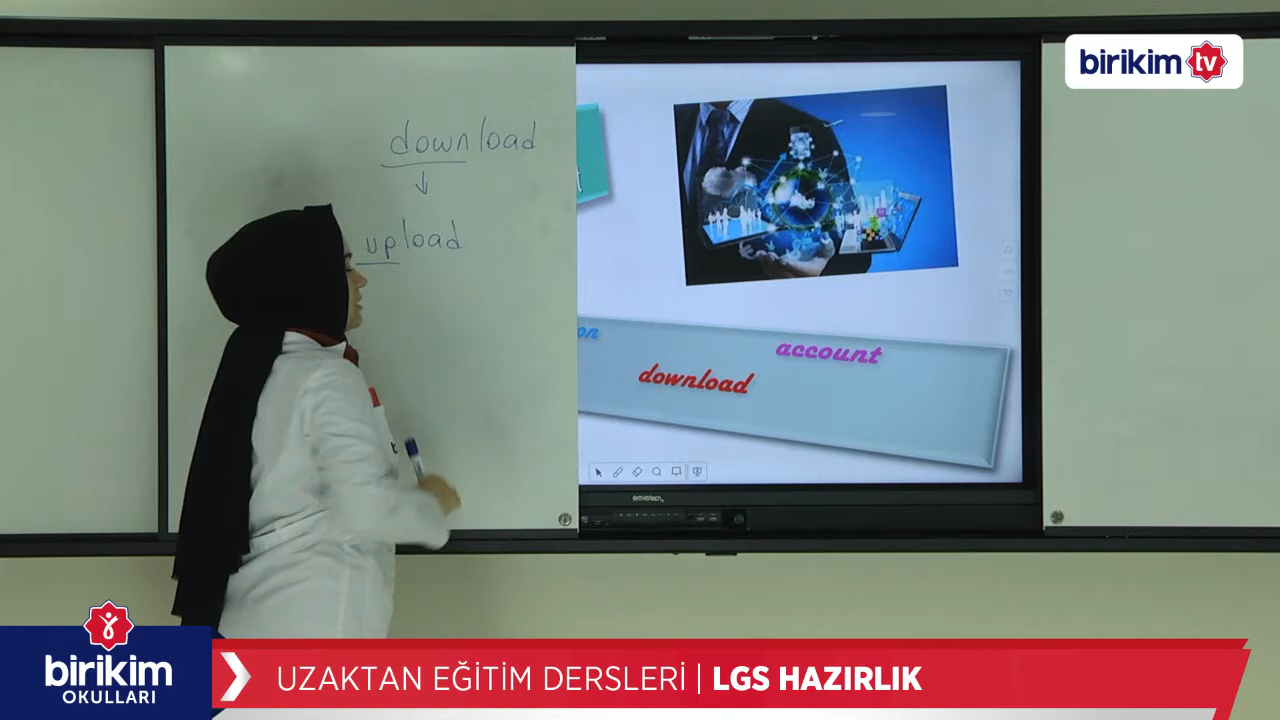 birikim tv
download
upload
account
download
birikim
OKULLARI
UZAKTAN EĞİTİM DERSLERİ | LGS HAZIRLIK